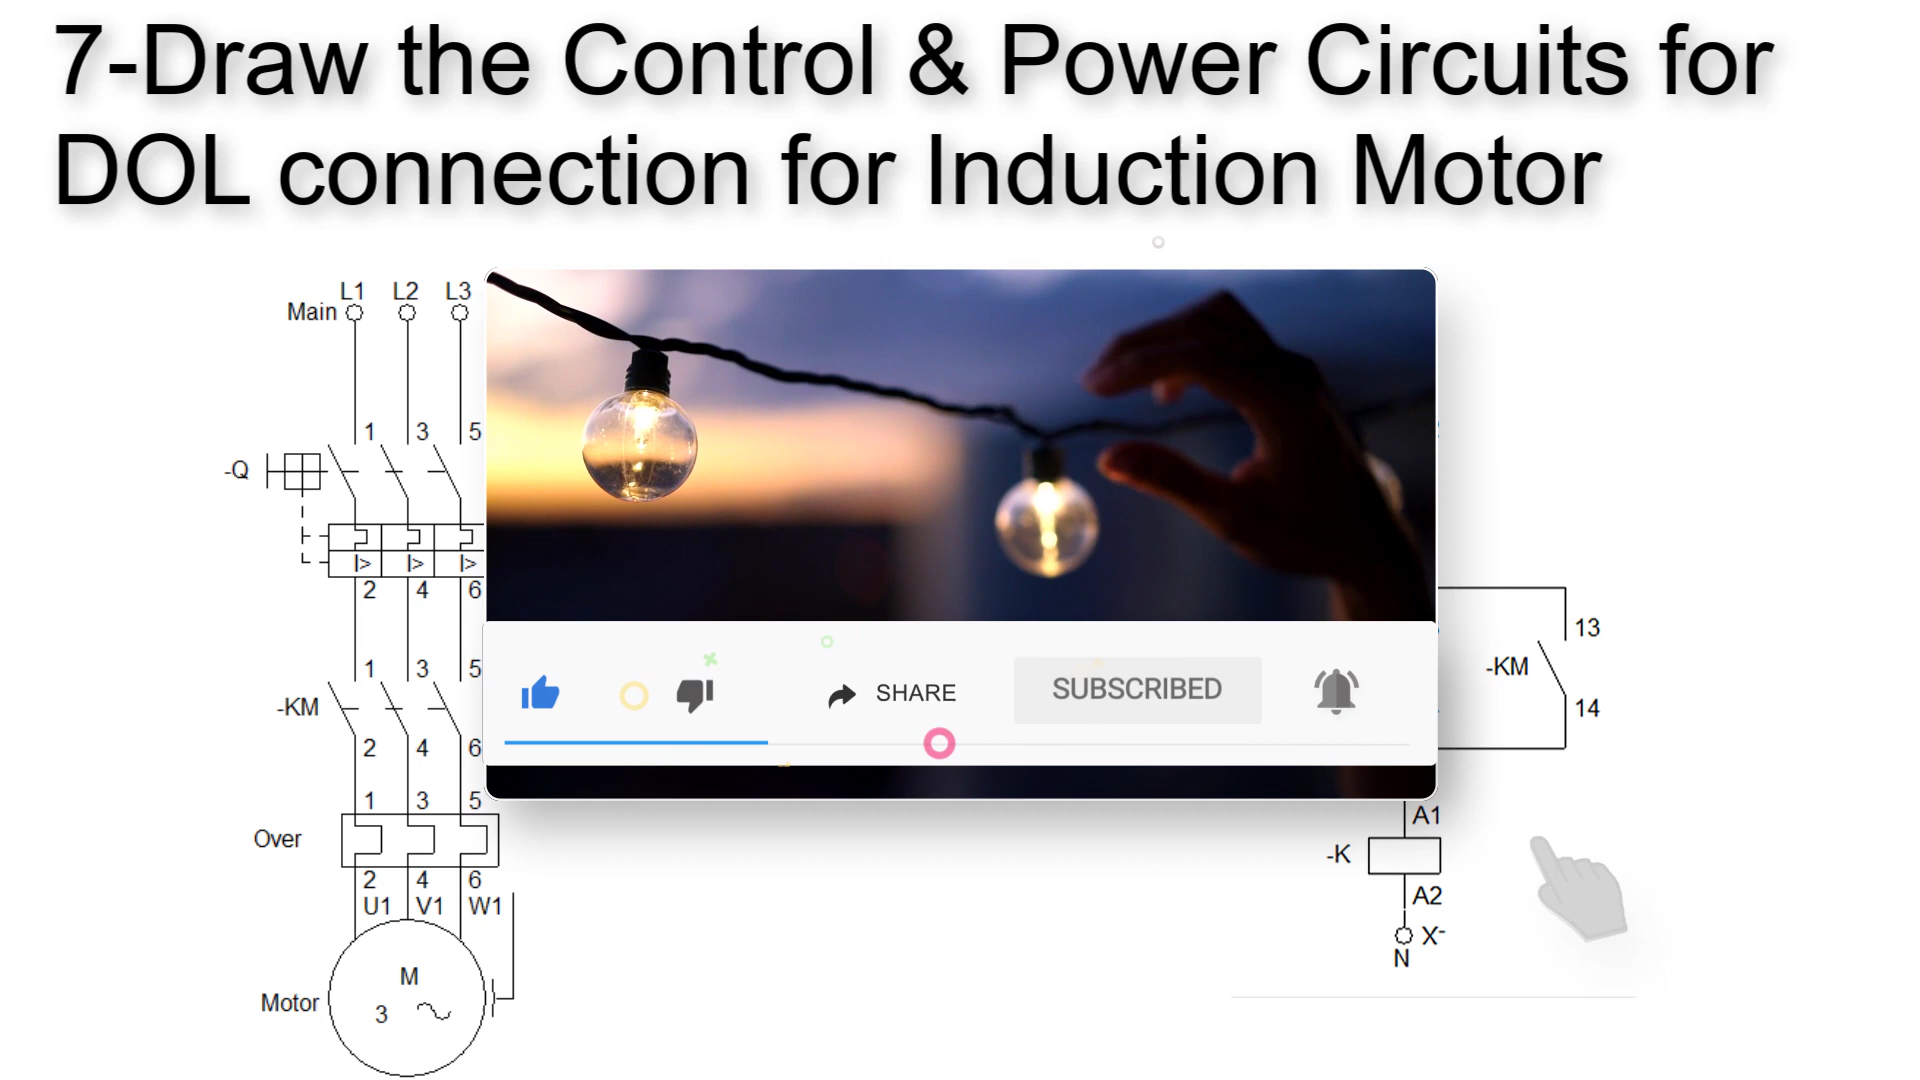 7-Draw the Control & Power Circuits for
DOL connection for Induction Motor
L1 L2 L3
Main
1 3 5
-Q
I> I> I>
2 4 6
1 3 5
-KM
2 4 6
1 3 5
Over
2 4 6
U1 V1 W1
M
3
Motor
SHARE
SUBSCRIBED
13
-KM
14
A1
-K
A2
X-
N